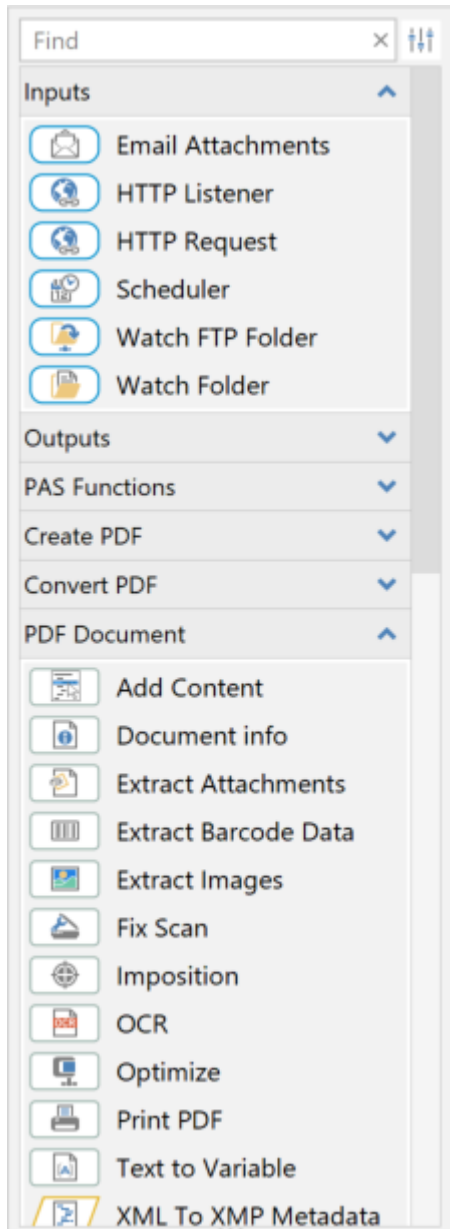 Find
Inputs
Email Attachments
HTTP Listener
HTTP Request
12
Scheduler
Watch FTP Folder
Watch Folder
Outputs
PAS Functions
Create PDF
Convert PDF
PDF Document
Add Content
Document info
Extract Attachments
Extract Barcode Data
Extract Images
Fix Scan
Imposition
OCR
OCR
Optimize
Print PDF
A
Text to Variable
XML To XMP Metadata